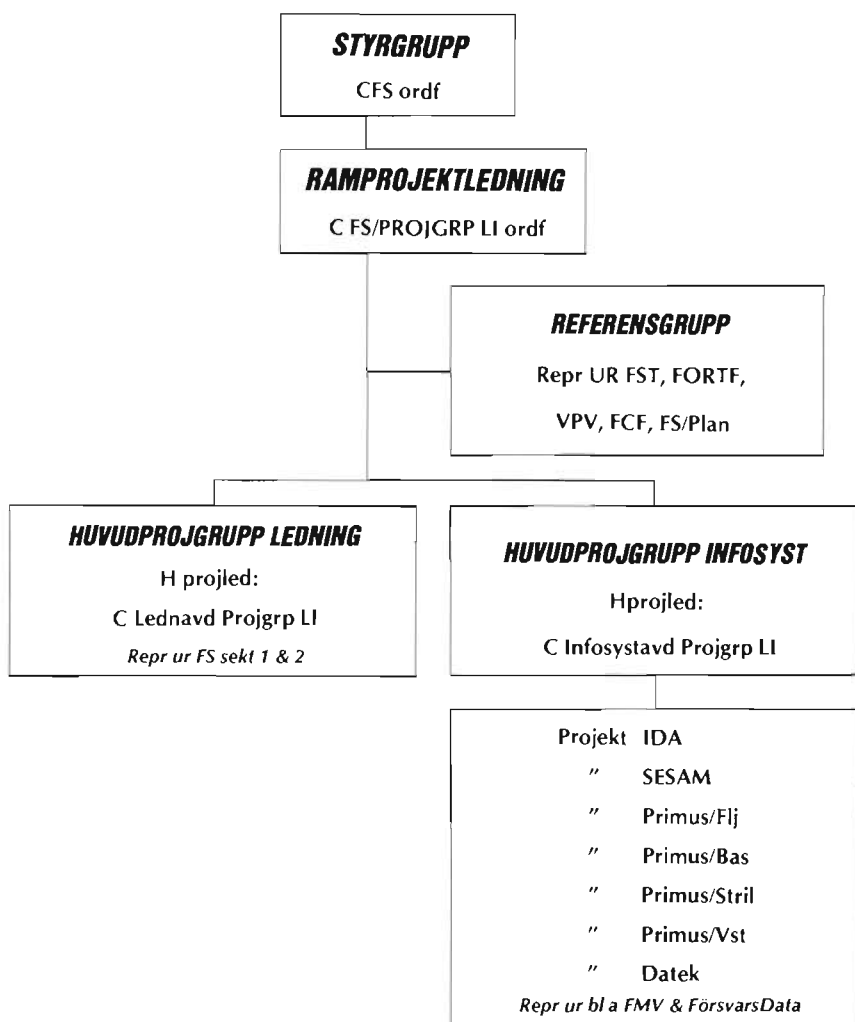 STYRGRUPP
CFS ordf
RAMPROJEKTLEDNING
C FS/PROJGRP LI ordf
REFERENSGRUPP
Repr UR FST, FORTF,
VPV, FCF, FS/Plan
HUVUDPROJGRUPP LEDNING
H projled:
C Lednavd Projgrp LI
Repr ur FS sekt 1 & 2
HUVUDPROJGRUPP INFOSYST
Hprojled:
C Infosystavd Projgrp LI
Projekt IDA
" SESAM
" Primus/Flj
" Primus/Bas
" Primus/Stril
" Primus/Vst
" Datek
Repr ur bl a FMV & FörsvarsData